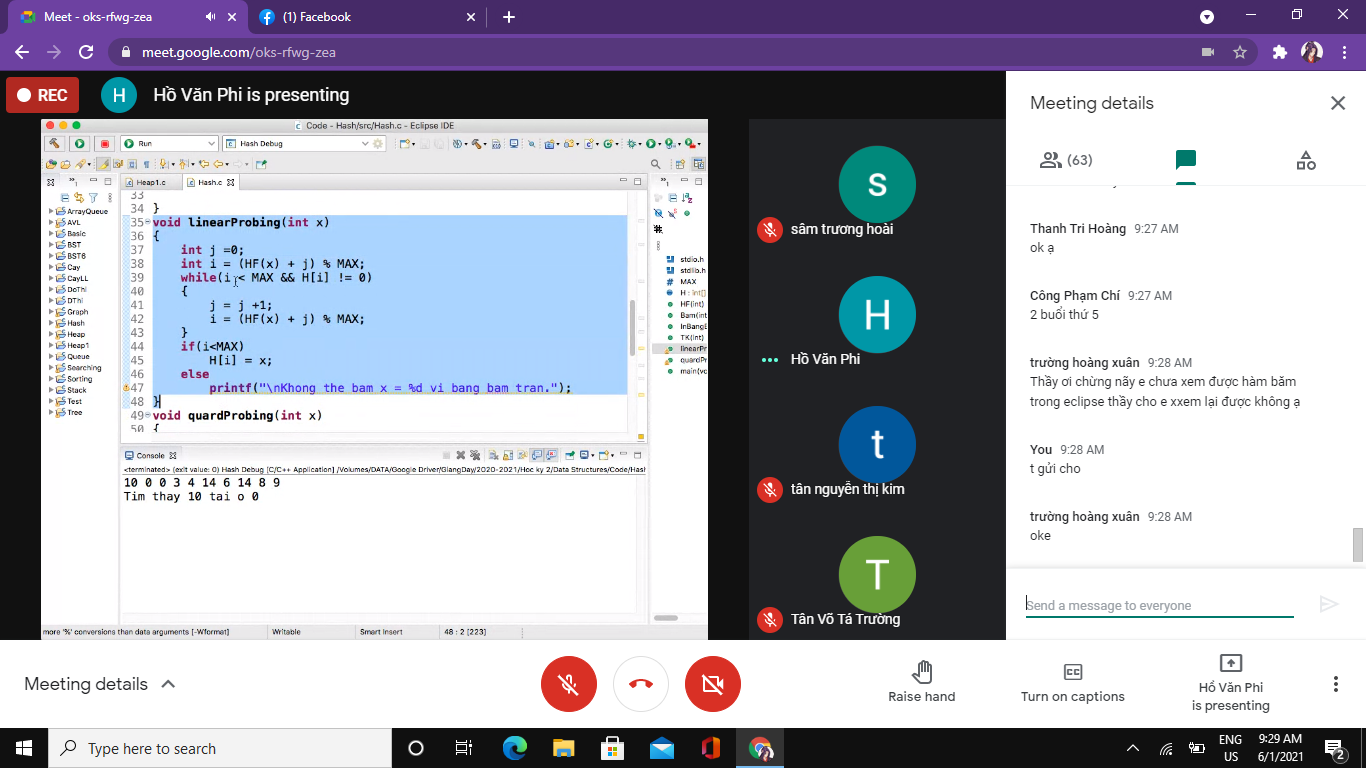 Meet - oks-rfwg-zea
(1) Facebook
meet.google.com/oks-rfwg-zea
REC
H
Hồ Văn Phi is presenting
Code - Hash/src/Hash.c - Eclipse IDE
Run
Hash Debug
Heap1.c
Hash.c
ArrayQueue
AVL
Basic
BST
BST6
Cay
CayLL
DoThi
DThi
Graph
Hash
Heap
Heap1
Queue
Searching
Sorting
Stack
Test
Tree
33
34 }
35 void linearProbing(int x)
36 {
37 int j =0;
38 int i = (HF(x) + j) % MAX;
39 while(i < MAX && H[i] != 0)
40 {
41 j = j +1;
42 i = (HF(x) + j) % MAX;
43 }
44 if(i<MAX)
45 H[i] = x;
46 else
47 printf("\nKhong the bam x = %d vi bang bam tran.");
48 }
49 void quardProbing(int x)
50 {
stdio.h
stdlib.h
MAX
H : int[]
HF(int)
Bam(int
InBangB
TK(int)
linearPr
quardPr
main(vo
Console
<terminated> (exit value: 0) Hash Debug [C/C++ Application] /Volumes/DATA/Google Driver/GiangDay/2020-2021/Hoc ky 2/Data Structures/Code/Hash
10 0 0 3 4 14 6 14 8 9
Tim thay 10 tai o 0
more '%' conversions than data arguments [-Wformat]
Writable
Smart Insert
48 : 2 [223]
s
sâm trương hoài
H
Hồ Văn Phi
t
tân nguyễn thị kim
T
Tân Võ Tá Trường
Meeting details
(63)
Thanh Tri Hoàng 9:27 AM
ok ạ
Công Phạm Chí 9:27 AM
2 buổi thứ 5
trường hoàng xuân 9:28 AM
Thầy ơi chừng nãy e chưa xem được hàm băm
trong eclipse thầy cho e xxem lại được không ạ
You 9:28 AM
t gửi cho
trường hoàng xuân 9:28 AM
oke
Send a message to everyone
Meeting details
Raise hand
Turn on captions
Hồ Văn Phi
is presenting
Type here to search
ENG
US
9:29 AM
6/1/2021
2